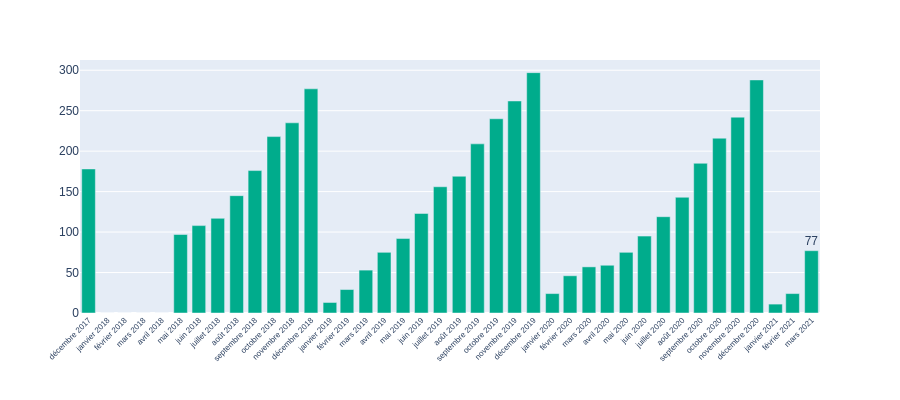 300
250
200
150
100
50
0
77
décembre 2017
janvier 2018
février 2018
mars 2018
avril 2018
mai 2018
juin 2018
juillet 2018
août 2018
septembre 2018
octobre 2018
novembre 2018
décembre 2018
janvier 2019
février 2019
mars 2019
avril 2019
mai 2019
juin 2019
juillet 2019
août 2019
septembre 2019
octobre 2019
novembre 2019
décembre 2019
janvier 2020
février 2020
mars 2020
avril 2020
mai 2020
juin 2020
juillet 2020
août 2020
septembre 2020
octobre 2020
novembre 2020
décembre 2020
janvier 2021
février 2021
mars 2021